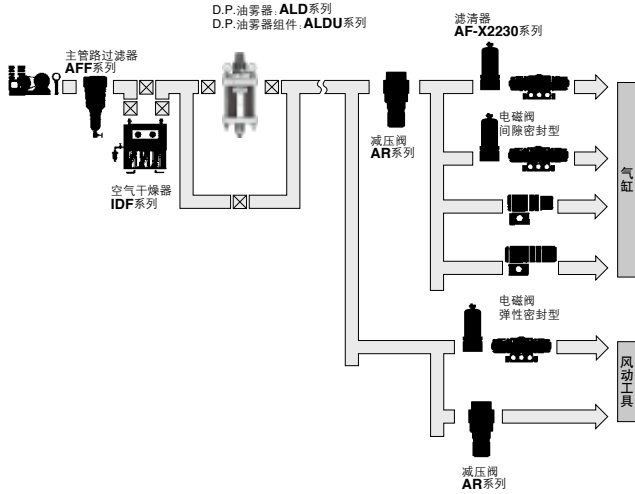 D.P.油雾器: ALD系列
D.P.油雾器组件: ALDU系列
滤清器
AF-X2230系列
主管路过滤器
AFF系列
空气干燥器
IDF系列
减压阀
AR系列
电磁阀
间隙密封型
气缸
电磁阀
弹性密封型
风动工具
减压阀
AR系列